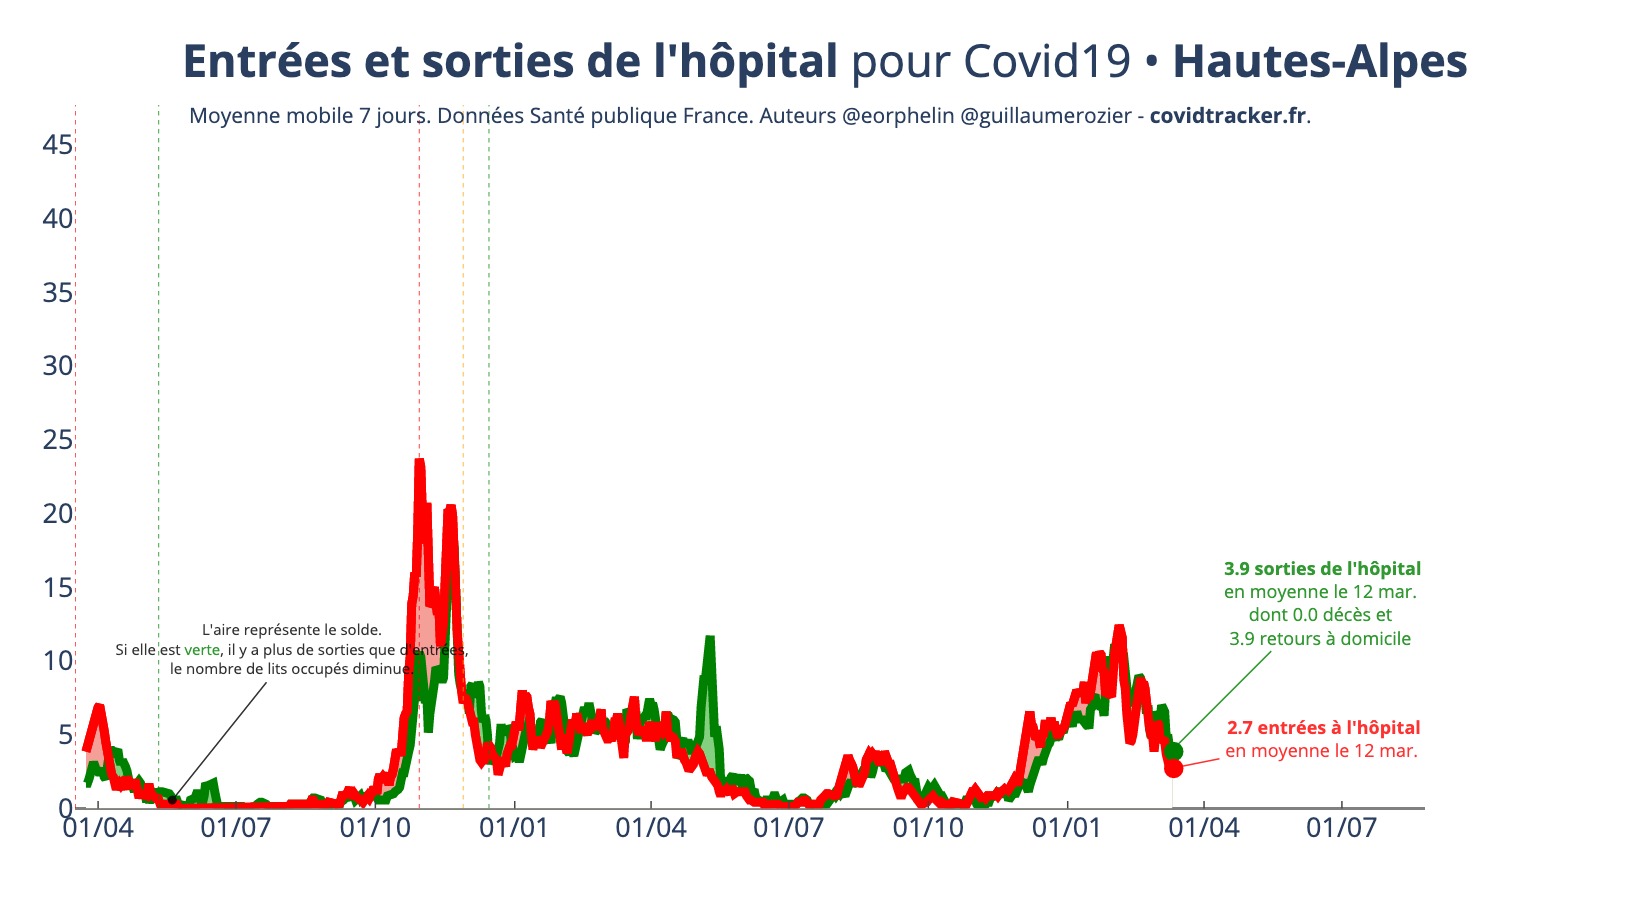 Entrées et sorties de l'hôpital pour Covid19 • Hautes-Alpes
Moyenne mobile 7 jours. Données Santé publique France. Auteurs @eorphelin @guillaumerozier - covidtracker.fr.
45
40
35
30
25
20
15
10
5
0
L'aire représente le solde.
Si elle est verte, il y a plus de sorties que d'entrées,
le nombre de lits occupés diminue.
3.9 sorties de l'hôpital
en moyenne le 12 mar.
dont 0.0 décès et
3.9 retours à domicile
2.7 entrées à l'hôpital
en moyenne le 12 mar.
01/04 01/07 01/10 01/01 01/04 01/07 01/10 01/01 01/04 01/07